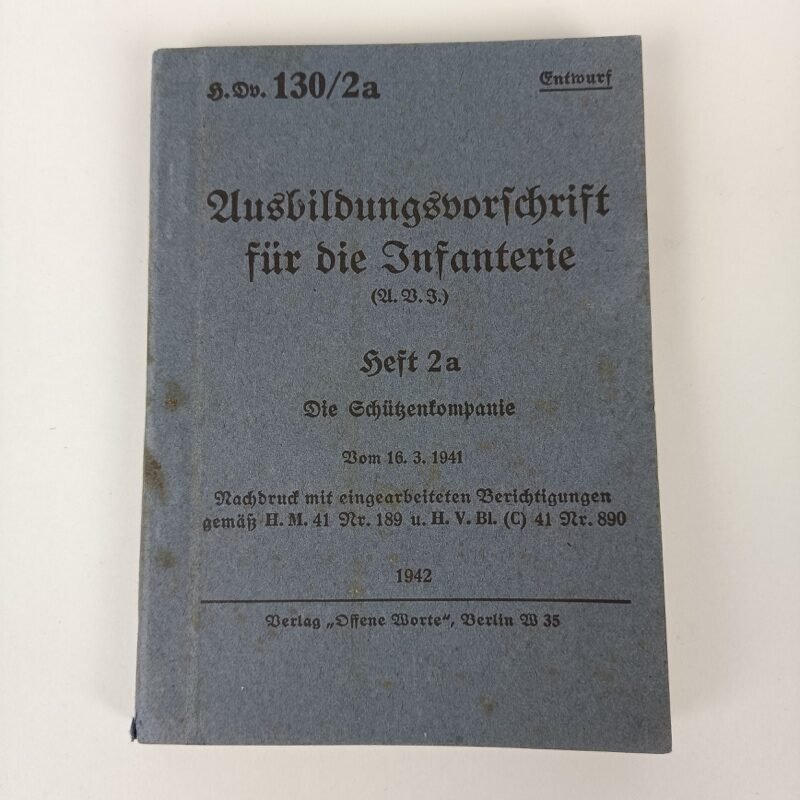 H.Dv. 130/2a
Entwurf
Ausbildungsvorschrift
für die Infanterie
(A. V. I.)
Heft 2a
Die Schützenkompanie
Vom 16. 3. 1941
Nachdruck mit eingearbeiteten Berichtigungen
gemäß H. M. 41 Nr. 189 u. H. V. Bl. (C) 41 Nr. 890
1942
Verlag „Offene Worte“, Berlin W 35